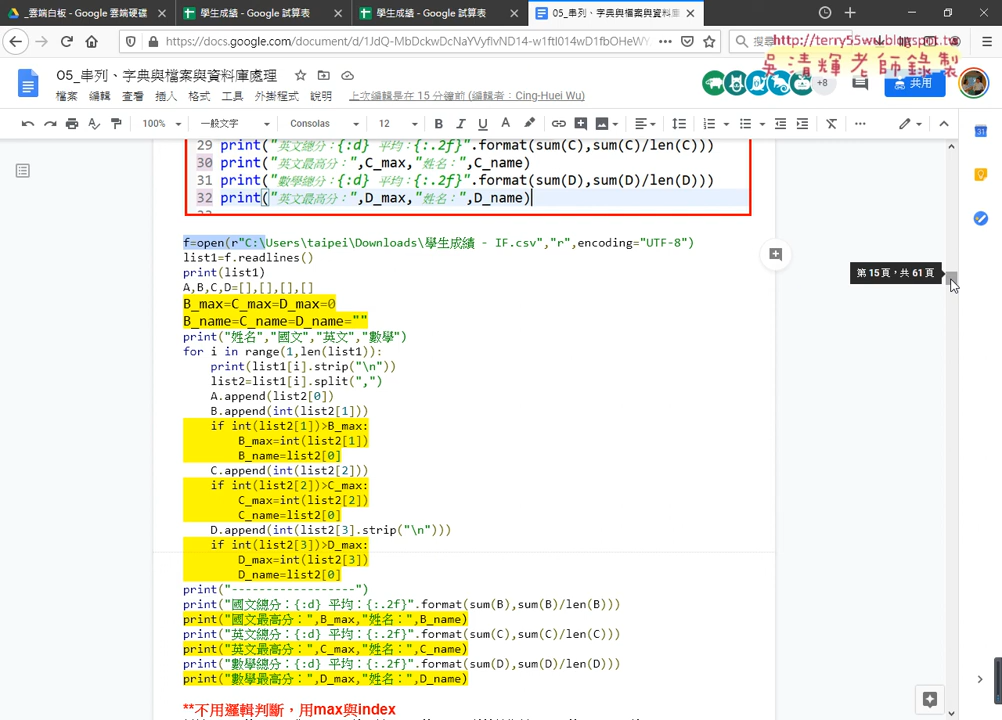 _雲端白板 - Google 雲端硬碟
學生成績 - Google 試算表
學生成績 - Google 試算表
05_串列、字典與檔案與資料庫
https://docs.google.com/document/d/1JdQ-MbDckwDcNaYVyfivND14-w1ftl014wD1fbOHeWY
http://terry55wu.blogspot.tw
吳清輝老師錄製
05_串列、字典與檔案與資料庫處理
檔案 編輯 查看 插入 格式 工具 外掛程式 說明 上次編輯是在 15 分鐘前 (編輯者：Cing-Huei Wu)
+8
共用
100% 一般文字 Consolas 12
29 print("英文總分：{:d} 平均：{:.2f}".format(sum(C),sum(C)/len(C)))
30 print("英文最高分：",C_max,"姓名：",C_name)
31 print("數學總分：{:d} 平均：{:.2f}".format(sum(D),sum(D)/len(D)))
32 print("英文最高分：",D_max,"姓名：",D_name)
f=open(r"C:\Users\taipei\Downloads\學生成績 - IF.csv","r",encoding="UTF-8")
list1=f.readlines()
print(list1)
A,B,C,D=[],[],[],[]
B_max=C_max=D_max=0
B_name=C_name=D_name=""
print("姓名","國文","英文","數學")
for i in range(1,len(list1)):
print(list1[i].strip("\n"))
list2=list1[i].split(",")
A.append(list2[0])
B.append(int(list2[1]))
if int(list2[1])>B_max:
B_max=int(list2[1])
B_name=list2[0]
C.append(int(list2[2]))
if int(list2[2])>C_max:
C_max=int(list2[2])
C_name=list2[0]
D.append(int(list2[3].strip("\n")))
if int(list2[3])>D_max:
D_max=int(list2[3])
D_name=list2[0]
print("------------------")
print("國文總分：{:d} 平均：{:.2f}".format(sum(B),sum(B)/len(B)))
print("國文最高分：",B_max,"姓名：",B_name)
print("英文總分：{:d} 平均：{:.2f}".format(sum(C),sum(C)/len(C)))
print("英文最高分：",C_max,"姓名：",C_name)
print("數學總分：{:d} 平均：{:.2f}".format(sum(D),sum(D)/len(D)))
print("數學最高分：",D_max,"姓名：",D_name)
**不用邏輯判斷，用max與index
第 15 頁，共 61 頁